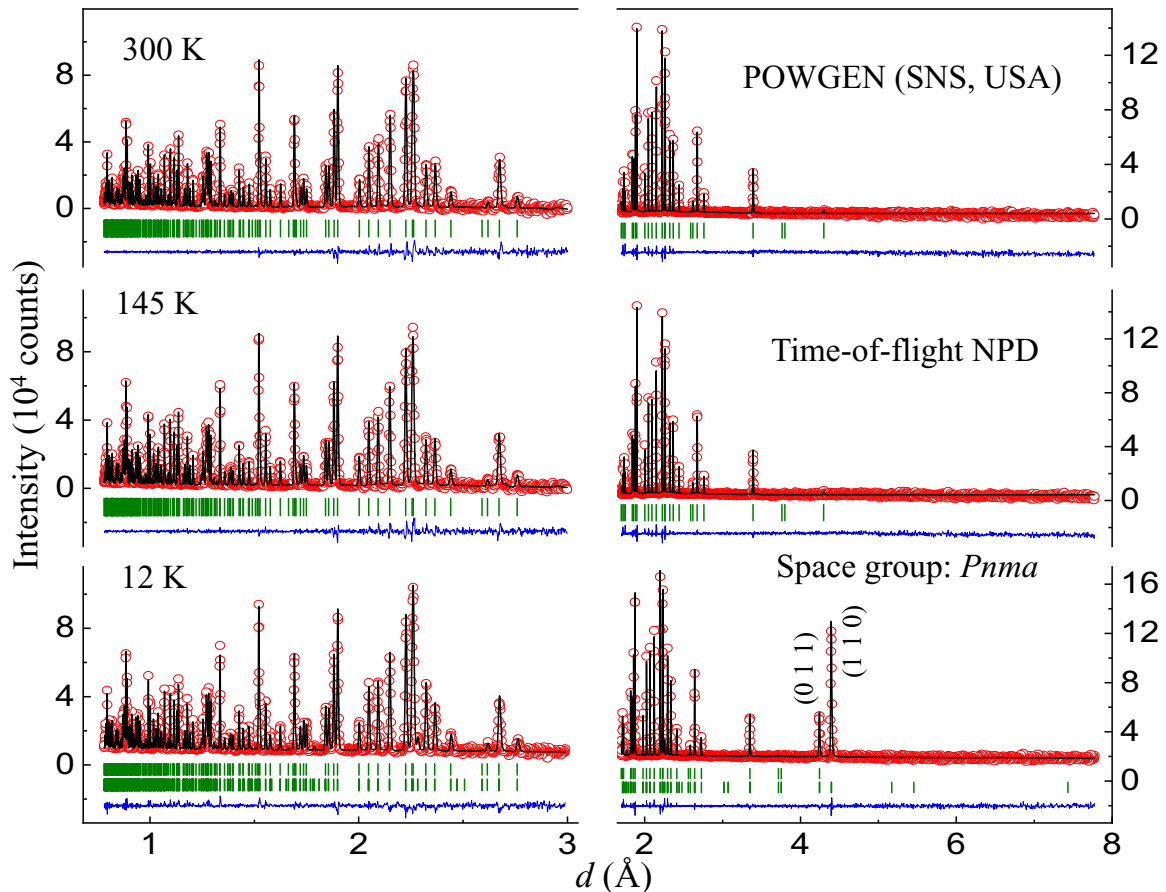 300 K
POWGEN (SNS, USA)
8
4
0
12
8
4
0
145 K
Time-of-flight NPD
8
4
0
12
8
4
0
12 K
Space group: Pnma
(0 1 1)
(1 1 0)
8
4
0
16
12
8
4
0
1
2
3
2
4
6
8
Intensity (10⁴ counts)
d (Å)